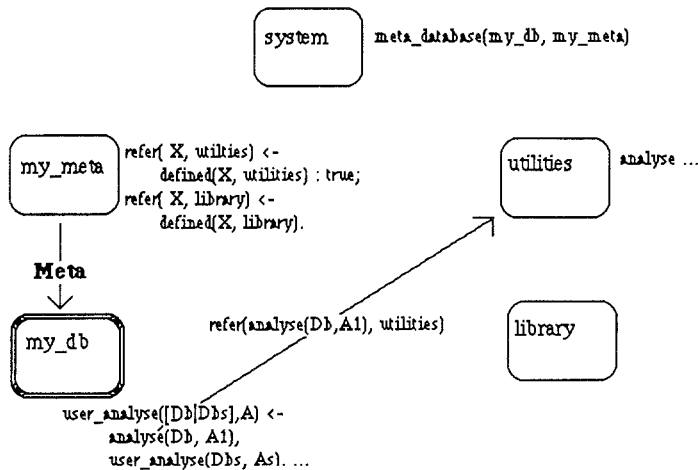 system
meta_database(my_db, my_meta)
my_meta
refer( X, utilties) <-
defined(X, utilities) : true;
refer( X, library) <-
defined(X, library).
utilities
analyse ...
Meta
my_db
refer(analyse(Db,A1), utilities)
library
user_analyse([Db|Dbs],A) <-
analyse(Db, A1),
user_analyse(Dbs, As). ...